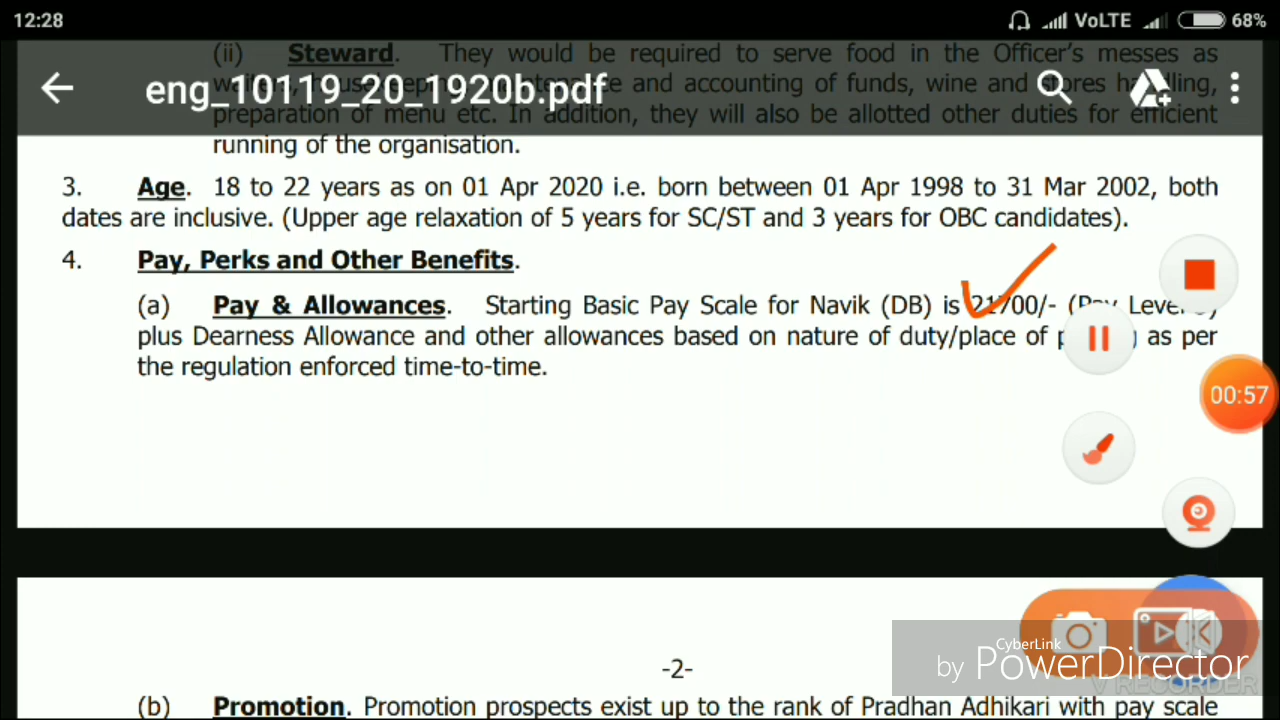 12:28 VoLTE 68%
(ii) Steward. They would be required to serve food in the Officer's messes as
eng_10119_20_1920b.pdf
and accounting of funds, wine and
preparation of menu etc. In addition, they will also be allotted other duties for efficient
running of the organisation.
3. Age. 18 to 22 years as on 01 Apr 2020 i.e. born between 01 Apr 1998 to 31 Mar 2002, both
dates are inclusive. (Upper age relaxation of 5 years for SC/ST and 3 years for OBC candidates).
4. Pay, Perks and Other Benefits.
(a) Pay & Allowances. Starting Basic Pay Scale for Navik (DB) is 21700/- (Pay Level
plus Dearness Allowance and other allowances based on nature of duty/place of as per
the regulation enforced time-to-time.
00:57
-2-
CyberLink
by PowerDirector
V RECORDER
(b) Promotion. Promotion prospects exist up to the rank of Pradhan Adhikari with pay scale